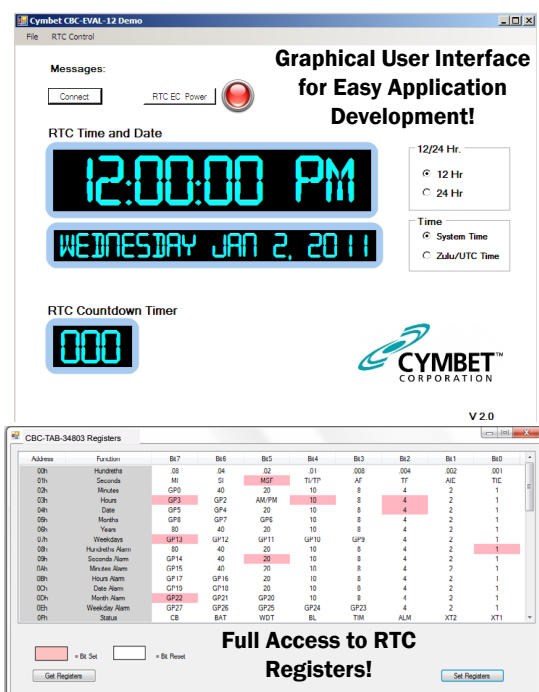 Cymbet CBC-EVAL-12 Demo
File RTC Control
Graphical User Interface
for Easy Application
Development!
Messages:
Connect
RTC EC Power
RTC Time and Date
12:00:00 PM
WEDNESDAY JAN 2, 2011
12/24 Hr.
12 Hr
24 Hr
Time
System Time
Zulu/UTC Time
RTC Countdown Timer
000
CYMBET™
CORPORATION
V 2.0
CBC-TAB-34803 Registers
Address Function Bit7 Bit6 Bit5 Bit4 Bit3 Bit2 Bit1 Bit0
00h Hundreths .08 .04 .02 .01 .008 .004 .002 .001
01h Seconds MI SI MSF TI/TP AF TF AIE TIE
02h Minutes GP0 40 20 10 8 4 2 1
03h Hours GP3 GP2 AM/PM 10 8 4 2 1
04h Date GP5 GP4 20 10 8 4 2 1
05h Months GP8 GP7 GP6 10 8 4 2 1
06h Years 80 40 20 10 8 4 2 1
07h Weekdays GP13 GP12 GP11 GP10 GP9 4 2 1
08h Hundreths Alarm 80 40 20 10 8 4 2 1
09h Seconds Alarm GP14 40 20 10 8 4 2 1
0Ah Minutes Alarm GP15 40 20 10 8 4 2 1
0Bh Hours Alarm GP17 GP16 20 10 8 4 2 1
0Ch Date Alarm GP19 GP18 20 10 8 4 2 1
0Dh Month Alarm GP22 GP21 GP20 10 8 4 2 1
0Eh Weekday Alarm GP27 GP26 GP25 GP24 GP23 4 2 1
0Fh Status CB BAT WDT BL TIM ALM XT2 XT1
= Bit Set
= Bit Reset
Full Access to RTC
Registers!
Get Registers
Set Registers